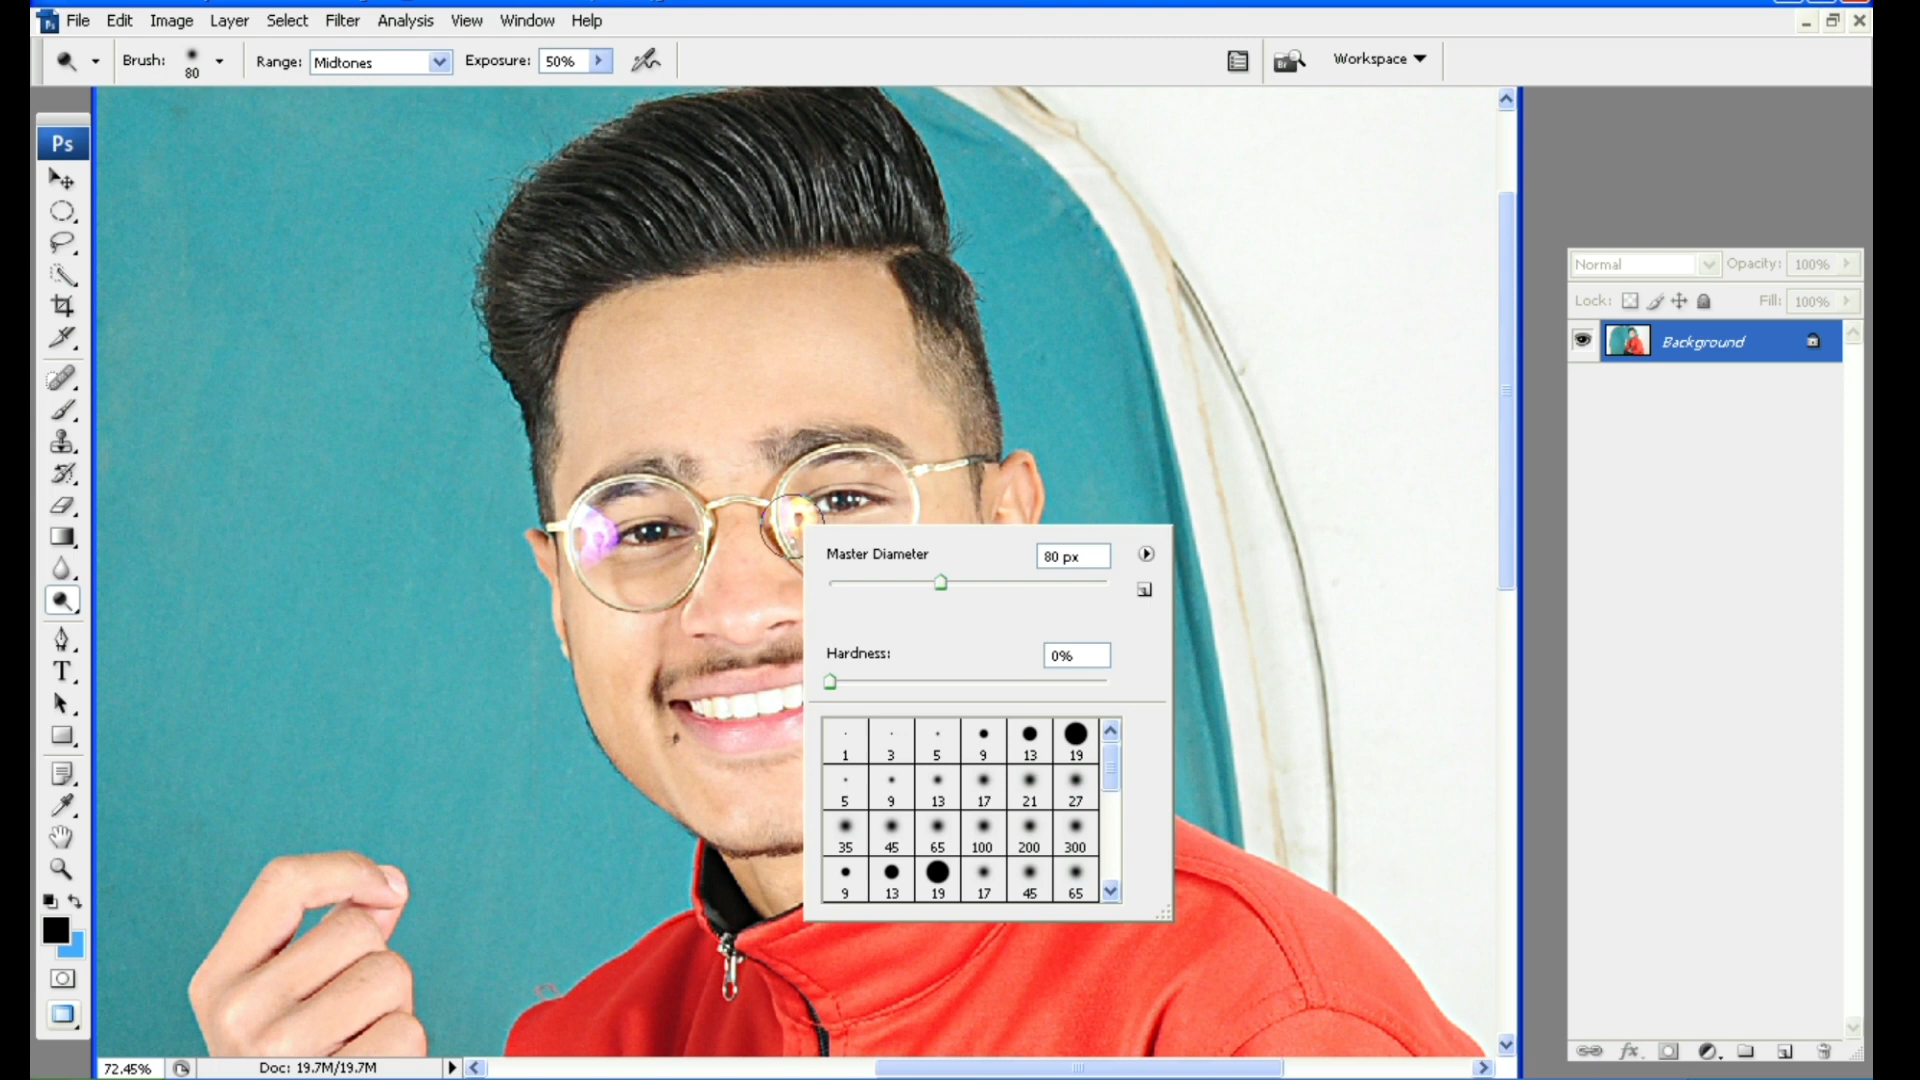 File Edit Image Layer Select Filter Analysis View Window Help
Brush: 80 Range: Midtones Exposure: 50% Br Workspace
Ps
Normal Opacity: 100%
Lock: Fill: 100%
Background
Master Diameter 80 px
Hardness: 0%
1 3 5 9 13 19
5 9 13 17 21 27
35 45 65 100 200 300
9 13 19 17 45 65
T
fx
72.45% Doc: 19.7M/19.7M